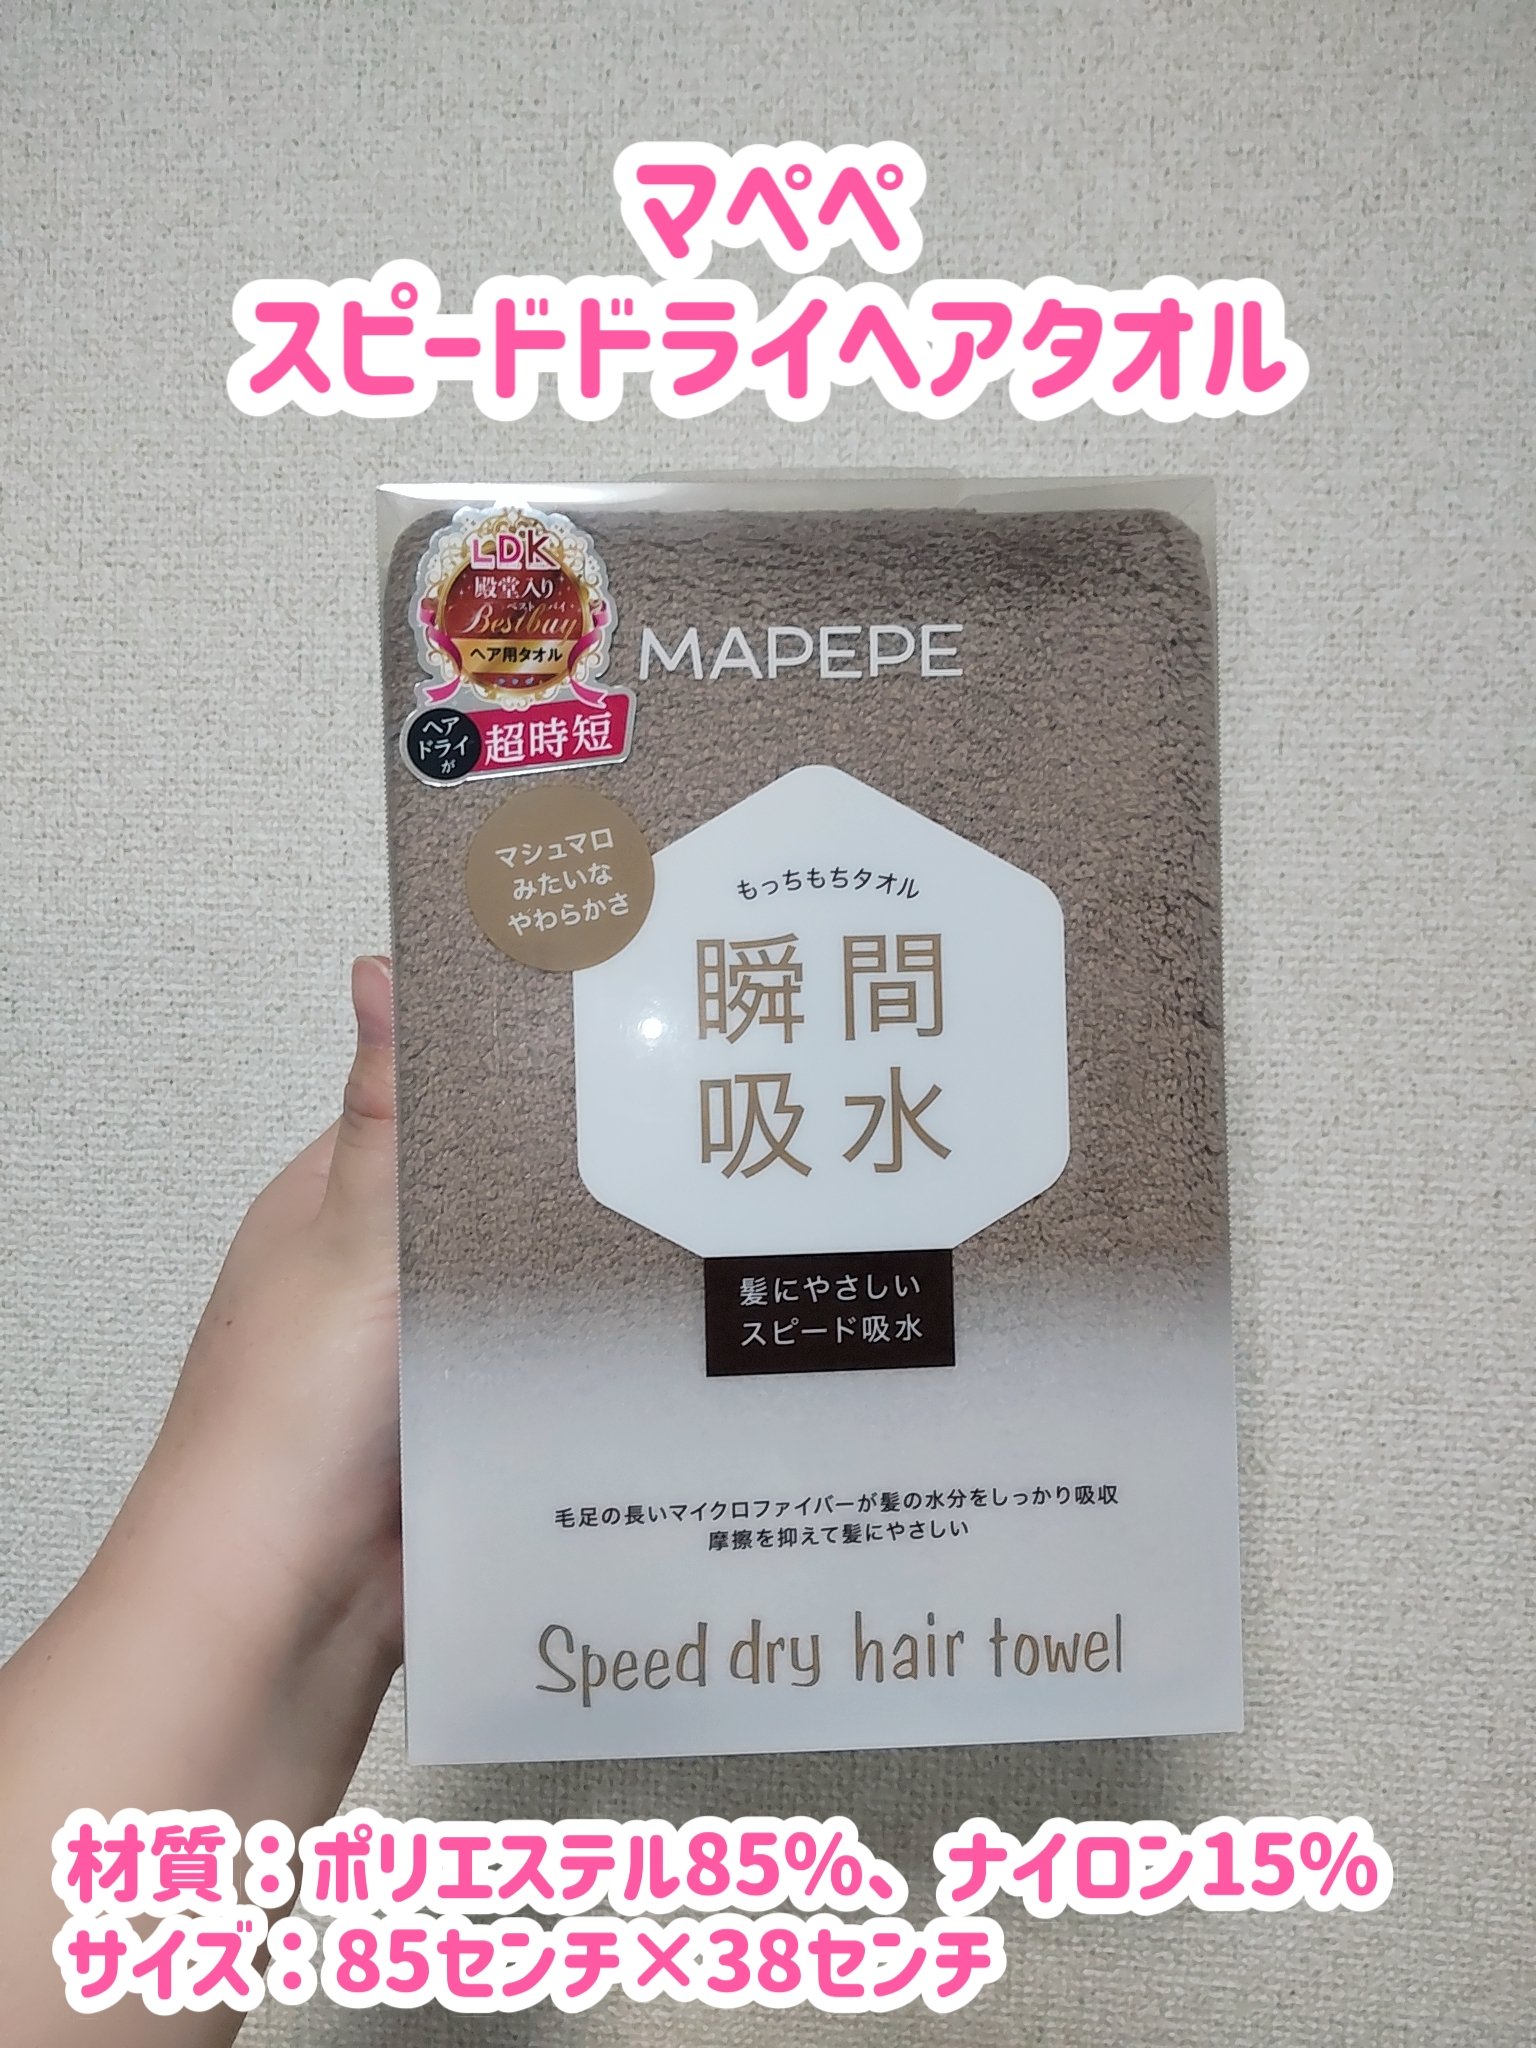 マペペ
スピードドライヘアタオル
LDK
殿堂入り
ベスト バイ
Bestbuy
ヘア用タオル
ヘア
ドライ
が
超時短
MAPEPE
マシュマロ
みたいな
やわらかさ
もっちもちタオル
瞬間
吸水
髪にやさしい
スピード吸水
毛足の長いマイクロファイバーが髪の水分をしっかり吸収
摩擦を抑えて髪にやさしい
Speed dry hair towel
材質：ポリエステル85%、ナイロン15%
サイズ：85センチ×38センチ